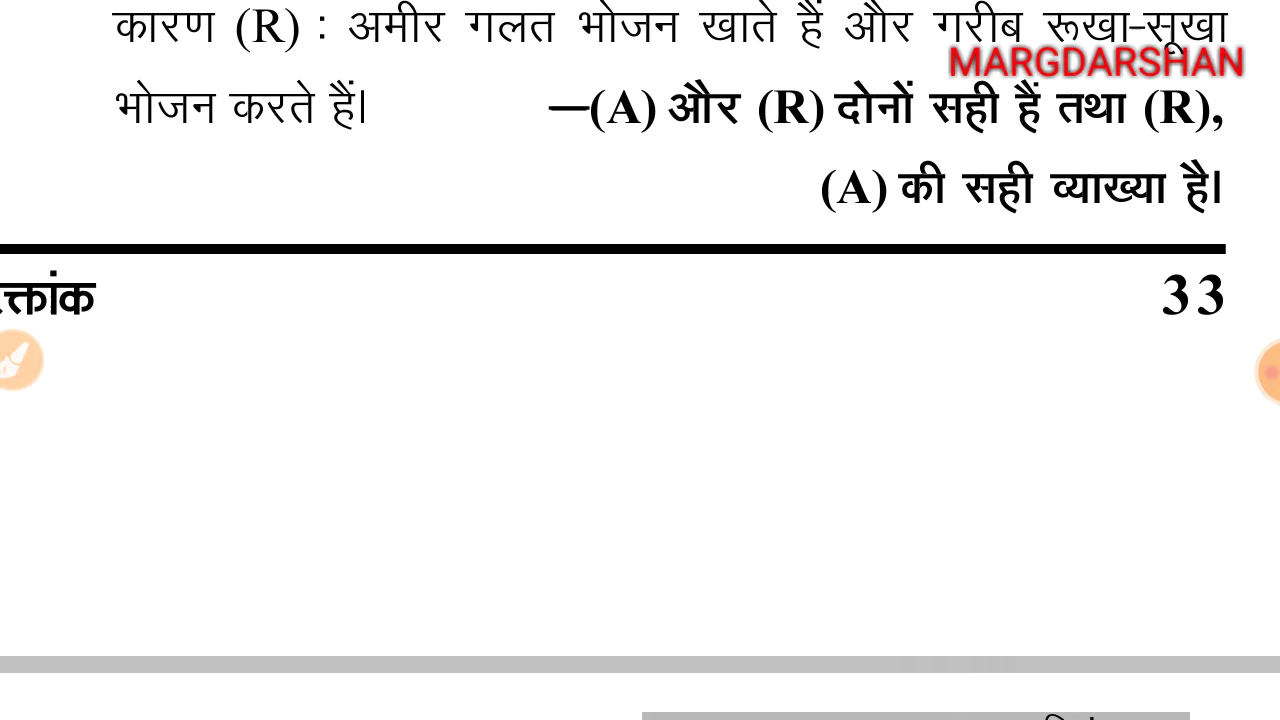 कारण (R) : अमीर गलत भोजन खाते हैं और गरीब रूखा-सूखा
MARGDARSHAN
भोजन करते हैं।
—(A) और (R) दोनों सही हैं तथा (R),
(A) की सही व्याख्या है।
33